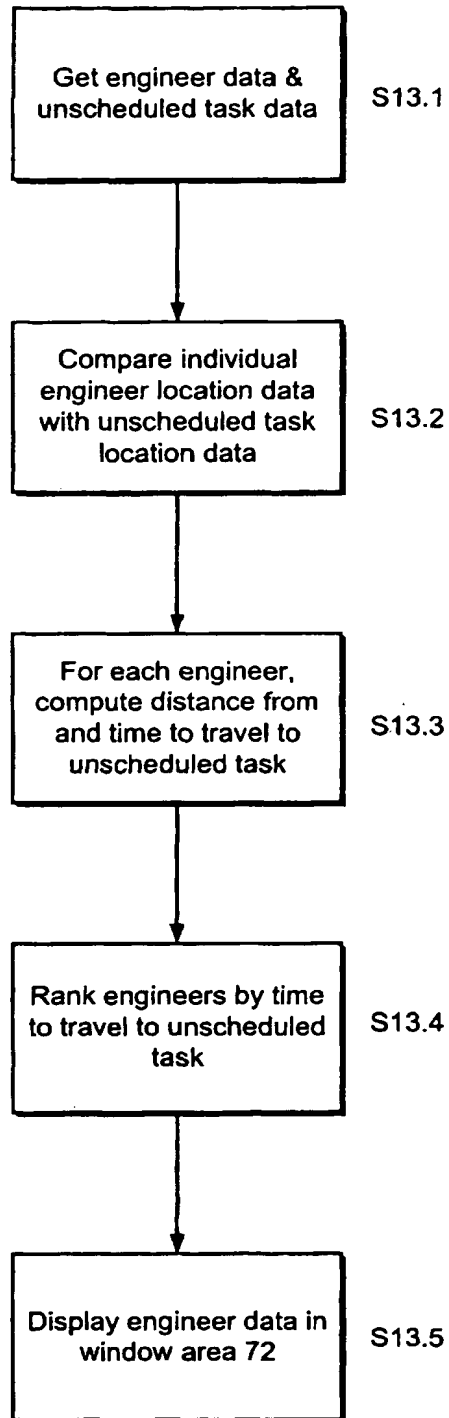 Get engineer data &
unscheduled task data
S13.1
Compare individual
engineer location data
with unscheduled task
location data
S13.2
For each engineer,
compute distance from
and time to travel to
unscheduled task
S13.3
Rank engineers by time
to travel to unscheduled
task
S13.4
Display engineer data in
window area 72
S13.5